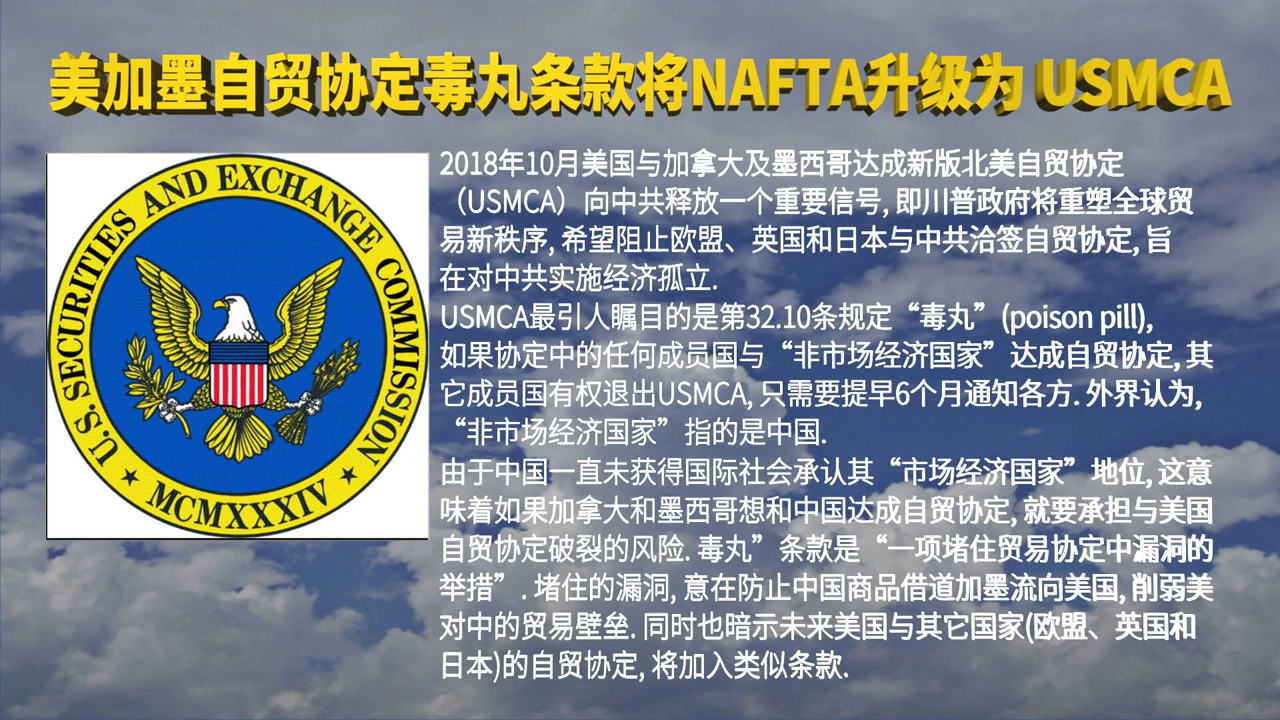 美加墨自贸协定毒丸条款将NAFTA升级为 USMCA
U.S. SECURITIES AND EXCHANGE COMMISSION
MCMXXXIV
2018年10月美国与加拿大及墨西哥达成新版北美自贸协定
（USMCA）向中共释放一个重要信号, 即川普政府将重塑全球贸
易新秩序, 希望阻止欧盟、英国和日本与中共洽签自贸协定, 旨
在对中共实施经济孤立.
USMCA最引人瞩目的是第32.10条规定“毒丸”(poison pill),
如果协定中的任何成员国与“非市场经济国家”达成自贸协定, 其
它成员国有权退出USMCA, 只需要提早6个月通知各方. 外界认为,
“非市场经济国家”指的是中国.
由于中国一直未获得国际社会承认其“市场经济国家”地位, 这意
味着如果加拿大和墨西哥想和中国达成自贸协定, 就要承担与美国
自贸协定破裂的风险. 毒丸”条款是“一项堵住贸易协定中漏洞的
举措”. 堵住的漏洞, 意在防止中国商品借道加墨流向美国, 削弱美
对中的贸易壁垒. 同时也暗示未来美国与其它国家(欧盟、英国和
日本)的自贸协定, 将加入类似条款.